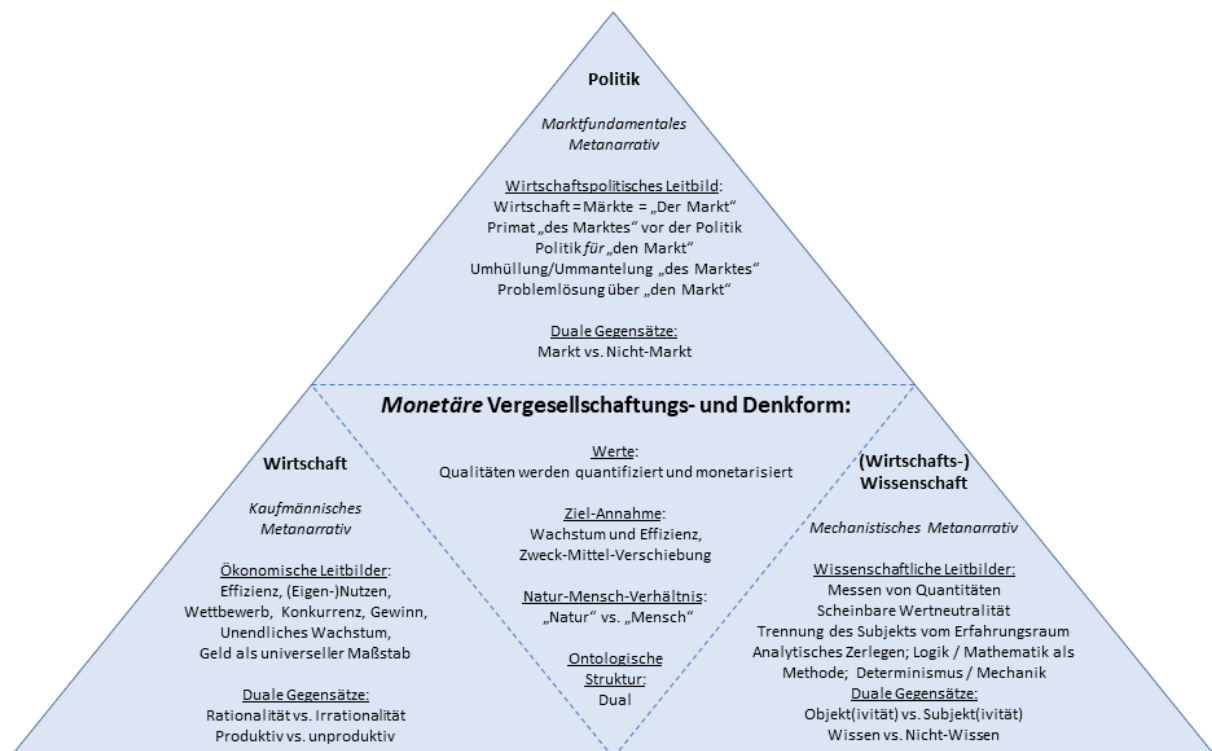 Politik
Marktfundamentales
Metanarrativ
Wirtschaftspolitisches Leitbild:
Wirtschaft = Märkte = „Der Markt“
Primat „des Marktes“ vor der Politik
Politik für „den Markt“
Umhüllung/Ummantelung „des Marktes“
Problemlösung über „den Markt“
Duale Gegensätze:
Markt vs. Nicht-Markt
Monetäre Vergesellschaftungs- und Denkform:
Werte:
Qualitäten werden quantifiziert und monetarisiert
Ziel-Annahme:
Wachstum und Effizienz,
Zweck-Mittel-Verschiebung
Natur-Mensch-Verhältnis:
„Natur“ vs. „Mensch“
Ontologische
Struktur:
Dual
Wirtschaft
Kaufmännisches
Metanarrativ
Ökonomische Leitbilder:
Effizienz, (Eigen-)Nutzen,
Wettbewerb, Konkurrenz, Gewinn,
Unendliches Wachstum,
Geld als universeller Maßstab
Duale Gegensätze:
Rationalität vs. Irrationalität
Produktiv vs. unproduktiv
(Wirtschafts-)
Wissenschaft
Mechanistisches Metanarrativ
Wissenschaftliche Leitbilder:
Messen von Quantitäten
Scheinbare Wertneutralität
Trennung des Subjekts vom Erfahrungsraum
Analytisches Zerlegen; Logik / Mathematik als
Methode; Determinismus / Mechanik
Duale Gegensätze:
Objekt(ivität) vs. Subjekt(ivität)
Wissen vs. Nicht-Wissen